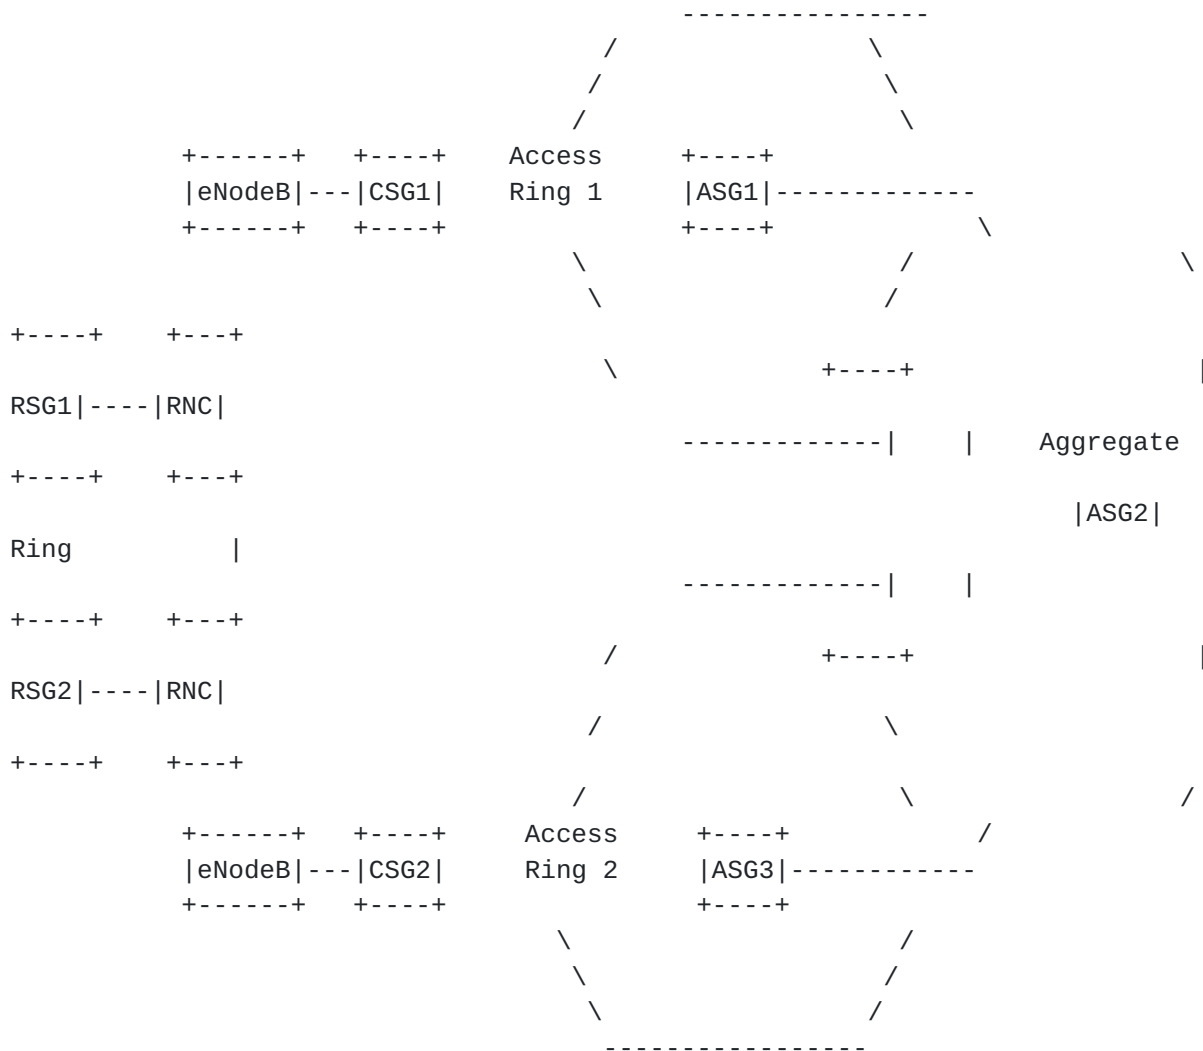 ----------------
                                      /                \
                                     /                  \
                                    /                    \
           +------+   +----+    Access     +----+
           |eNodeB|---|CSG1|    Ring 1     |ASG1|-------------
           +------+   +----+               +----+             \
                                    \                    /                 \
                                     \                  /
+----+    +---+
                                      \             +----+                  |
RSG1|----|RNC|
                                           -------------|    |    Aggregate
+----+    +---+
                                                                    |ASG2|
Ring          |
                                           -------------|    |
+----+    +---+
                                      /             +----+                  |
RSG2|----|RNC|
                                     /                  \
+----+    +---+
                                    /                    \                 /
           +------+   +----+     Access     +----+            /
           |eNodeB|---|CSG2|     Ring 2     |ASG3|------------
           +------+   +----+                +----+
                                   \                     /
                                    \                   /
                                     \                 /
                                      -----------------